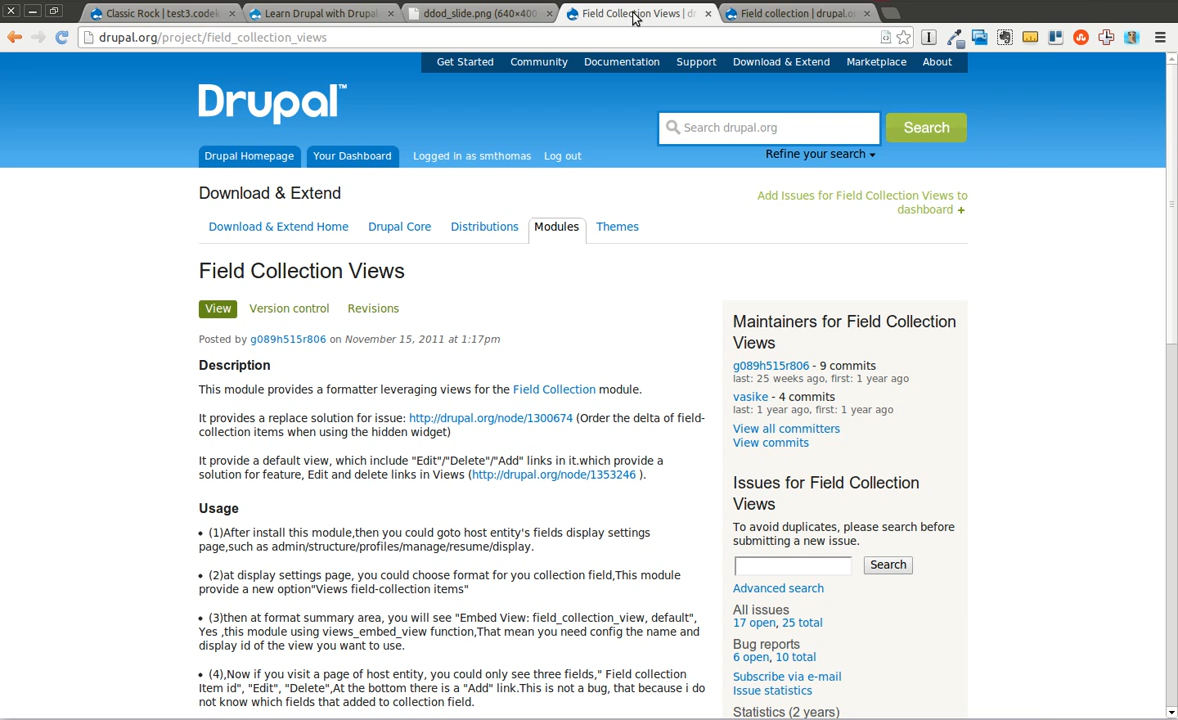 Classic Rock | test3.codek
Learn Drupal with Drupal
ddod_slide.png (640×400
Field Collection Views | dr
Field collection | drupal.o
drupal.org/project/field_collection_views
Get Started Community Documentation Support Download & Extend Marketplace About
Drupal™
Search drupal.org
Search
Refine your search
Drupal Homepage Your Dashboard Logged in as smthomas Log out
Download & Extend
Add Issues for Field Collection Views to
dashboard +
Download & Extend Home Drupal Core Distributions Modules Themes
Field Collection Views
View Version control Revisions
Posted by g089h515r806 on November 15, 2011 at 1:17pm
Description
This module provides a formatter leveraging views for the Field Collection module.
It provides a replace solution for issue: http://drupal.org/node/1300674 (Order the delta of field-
collection items when using the hidden widget)
It provide a default view, which include "Edit"/"Delete"/"Add" links in it.which provide a
solution for feature, Edit and delete links in Views (http://drupal.org/node/1353246 ).
Usage
• (1)After install this module,then you could goto host entity's fields display settings
page,such as admin/structure/profiles/manage/resume/display.
• (2)at display settings page, you could choose format for you collection field,This module
provide a new option"Views field-collection items"
• (3)then at format summary area, you will see "Embed View: field_collection_view, default",
Yes ,this module using views_embed_view function,That mean you need config the name and
display id of the view you want to use.
• (4),Now if you visit a page of host entity, you could only see three fields," Field collection
Item id", "Edit", "Delete",At the bottom there is a "Add" link.This is not a bug, that because i do
not know which fields that added to collection field.
Maintainers for Field Collection
Views
g089h515r806 - 9 commits
last: 25 weeks ago, first: 1 year ago
vasike - 4 commits
last: 1 year ago, first: 1 year ago
View all committers
View commits
Issues for Field Collection
Views
To avoid duplicates, please search before
submitting a new issue.
Search
Advanced search
All issues
17 open, 25 total
Bug reports
6 open, 10 total
Subscribe via e-mail
Issue statistics
Statistics (2 years)